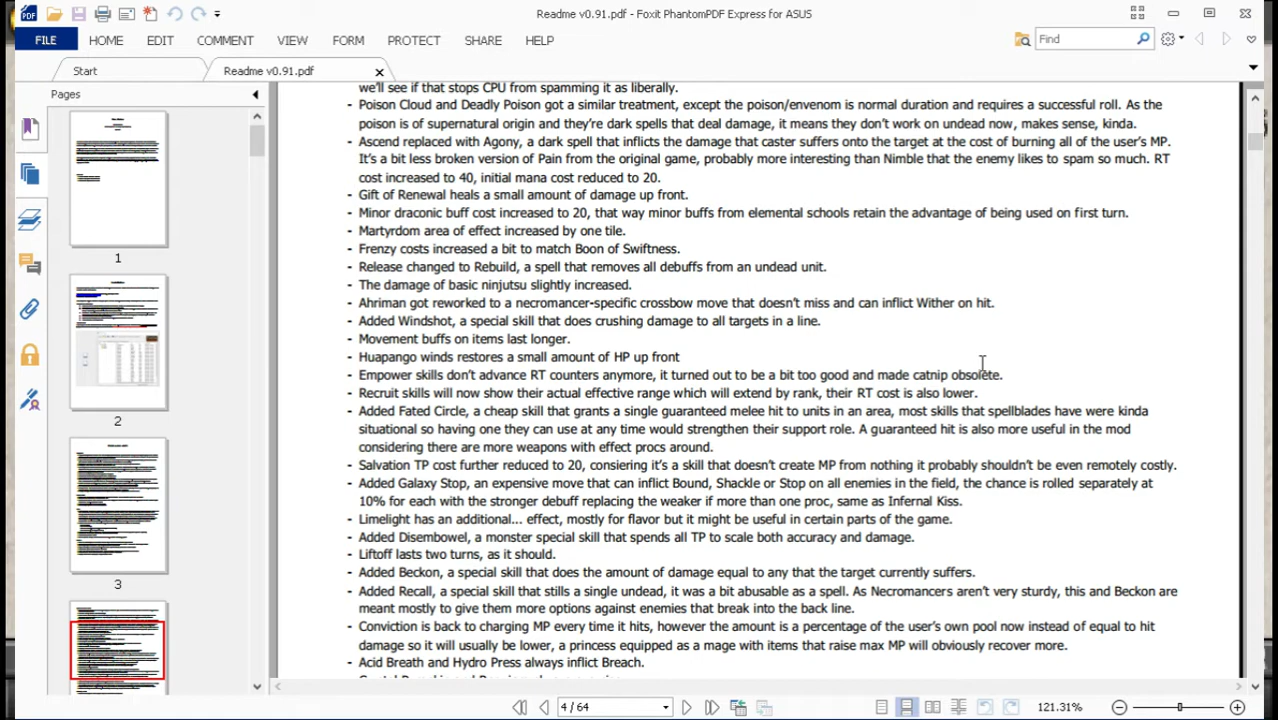 Readme v0.91.pdf - Foxit PhantomPDF Express for ASUS
FILE HOME EDIT COMMENT VIEW FORM PROTECT SHARE HELP
Find
Start
Readme v0.91.pdf
Pages
1
2
3
we'll see if that stops CPU from spamming it as liberally.
- Poison Cloud and Deadly Poison got a similar treatment, except the poison/envenom is normal duration and requires a successful roll. As the
poison is of supernatural origin and they're dark spells that deal damage, it means they don't work on undead now, makes sense, kinda.
- Ascend replaced with Agony, a dark spell that inflicts the damage that caster suffers onto the target at the cost of burning all of the user's MP.
It's a bit less broken version of Pain from the original game, probably more interesting than Nimble that the enemy likes to spam so much. RT
cost increased to 40, initial mana cost reduced to 20.
- Gift of Renewal heals a small amount of damage up front.
- Minor draconic buff cost increased to 20, that way minor buffs from elemental schools retain the advantage of being used on first turn.
- Martyrdom area of effect increased by one tile.
- Frenzy costs increased a bit to match Boon of Swiftness.
- Release changed to Rebuild, a spell that removes all debuffs from an undead unit.
- The damage of basic ninjutsu slightly increased.
- Ahriman got reworked to a necromancer-specific crossbow move that doesn't miss and can inflict Wither on hit.
- Added Windshot, a special skill that does crushing damage to all targets in a line.
- Movement buffs on items last longer.
- Huapango winds restores a small amount of HP up front
- Empower skills don't advance RT counters anymore, it turned out to be a bit too good and made catnip obsolete.
- Recruit skills will now show their actual effective range which will extend by rank, their RT cost is also lower.
- Added Fated Circle, a cheap skill that grants a single guaranteed melee hit to units in an area, most skills that spellblades have were kinda
situational so having one they can use at any time would strengthen their support role. A guaranteed hit is also more useful in the mod
considering there are more weapons with effect procs around.
- Salvation TP cost further reduced to 20, consiering it's a skill that doesn't create MP from nothing it probably shouldn't be even remotely costly.
- Added Galaxy Stop, an expensive move that can inflict Bound, Shackle or Stop on all enemies in the field, the chance is rolled separately at
10% for each with the stronger debuff replacing the weaker if more than one proc, same as Infernal Kiss.
- Limelight has an additional... effect, mostly for flavor but it might be useful in certain parts of the game.
- Added Disembowel, a monster special skill that spends all TP to scale both accuracy and damage.
- Liftoff lasts two turns, as it should.
- Added Beckon, a special skill that does the amount of damage equal to any that the target currently suffers.
- Added Recall, a special skill that stills a single undead, it was a bit abusable as a spell. As Necromancers aren't very sturdy, this and Beckon are
meant mostly to give them more options against enemies that break into the back line.
- Conviction is back to charging MP every time it hits, however the amount is a percentage of the user's own pool now instead of equal to hit
damage so it will usually be lower, a princess equipped as a mage with items that raise max MP will obviously recover more.
- Acid Breath and Hydro Press always inflict Breach.
4 / 64
121.31%